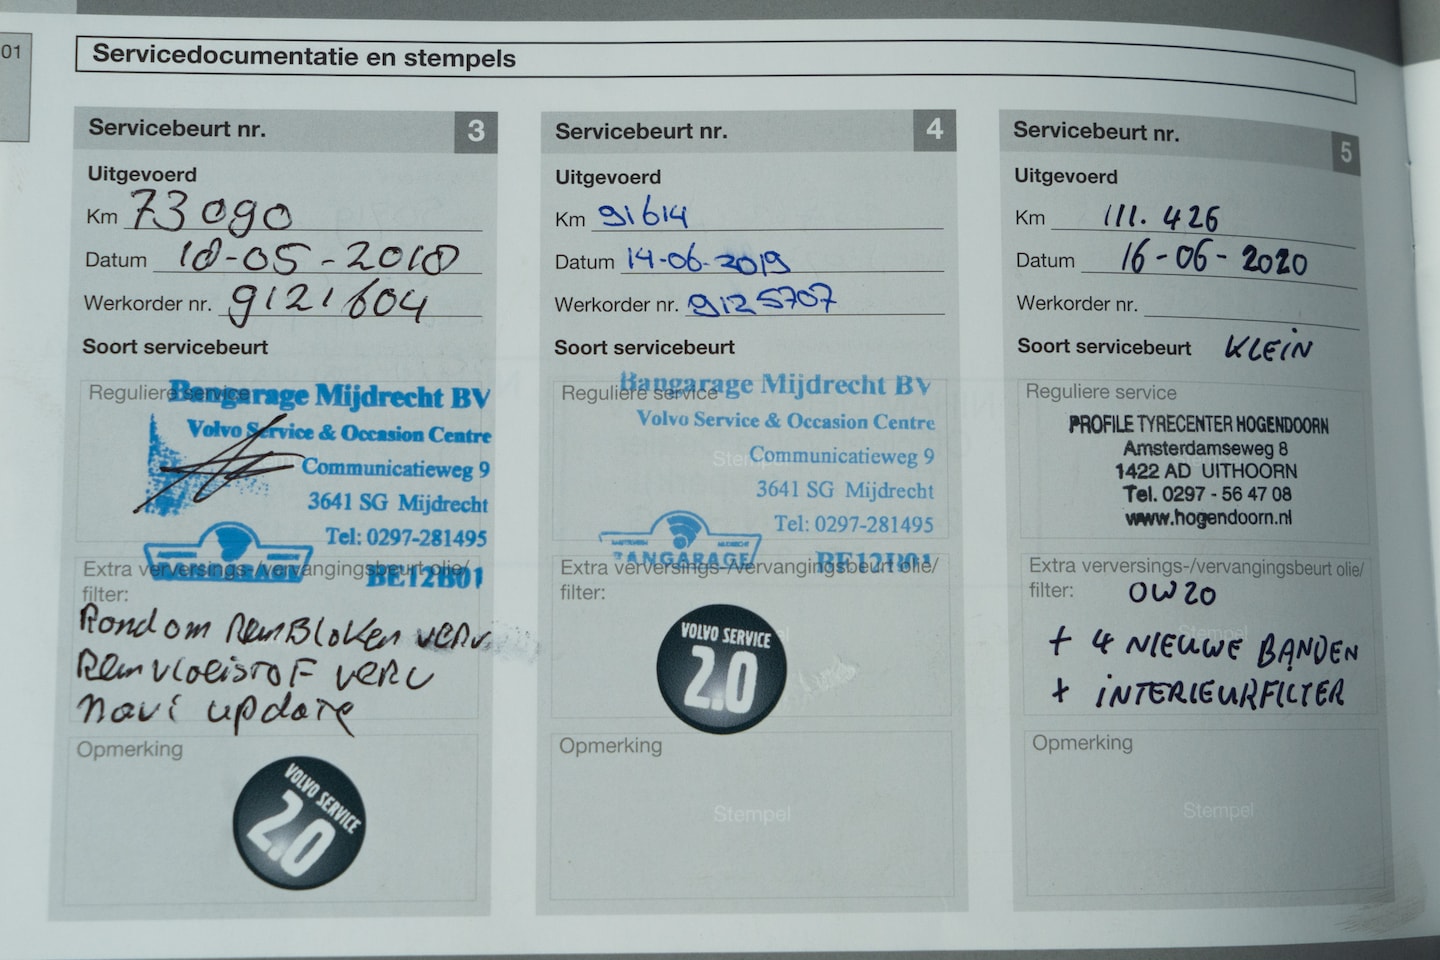 01
Servicedocumentatie en stempels
Servicebeurt nr. 3
Uitgevoerd
Km 73090
Datum 18-05-2018
Werkorder nr. 9121604
Soort servicebeurt
Reguliere service
Bangarage Mijdrecht BV
Volvo Service & Occasion Centre
Communicatieweg 9
3641 SG Mijdrecht
Tel: 0297-281495
BANGARAGE
BE12B01
Extra verversings-/vervangingsbeurt olie/
filter:
Rondom RemBloken verv
Remvloeistof verv
navi update
Opmerking
VOLVO SERVICE
2.0
Servicebeurt nr. 4
Uitgevoerd
Km 91614
Datum 14-06-2019
Werkorder nr. 9125707
Soort servicebeurt
Reguliere service
Stempel
Bangarage Mijdrecht BV
Volvo Service & Occasion Centre
Communicatieweg 9
3641 SG Mijdrecht
Tel: 0297-281495
BANGARAGE
BE12B01
Extra verversings-/vervangingsbeurt olie/
filter:
VOLVO SERVICE
2.0
Opmerking
Stempel
Servicebeurt nr. 5
Uitgevoerd
Km 111.426
Datum 16-06-2020
Werkorder nr.
Soort servicebeurt KLEIN
Reguliere service
PROFILE TYRECENTER HOGENDOORN
Amsterdamseweg 8
1422 AD UITHOORN
Tel. 0297 - 56 47 08
www.hogendoorn.nl
Extra verversings-/vervangingsbeurt olie/
filter: 0W20
+ 4 NIEUWE BANDEN
+ INTERIEURFILTER
Opmerking
Stempel